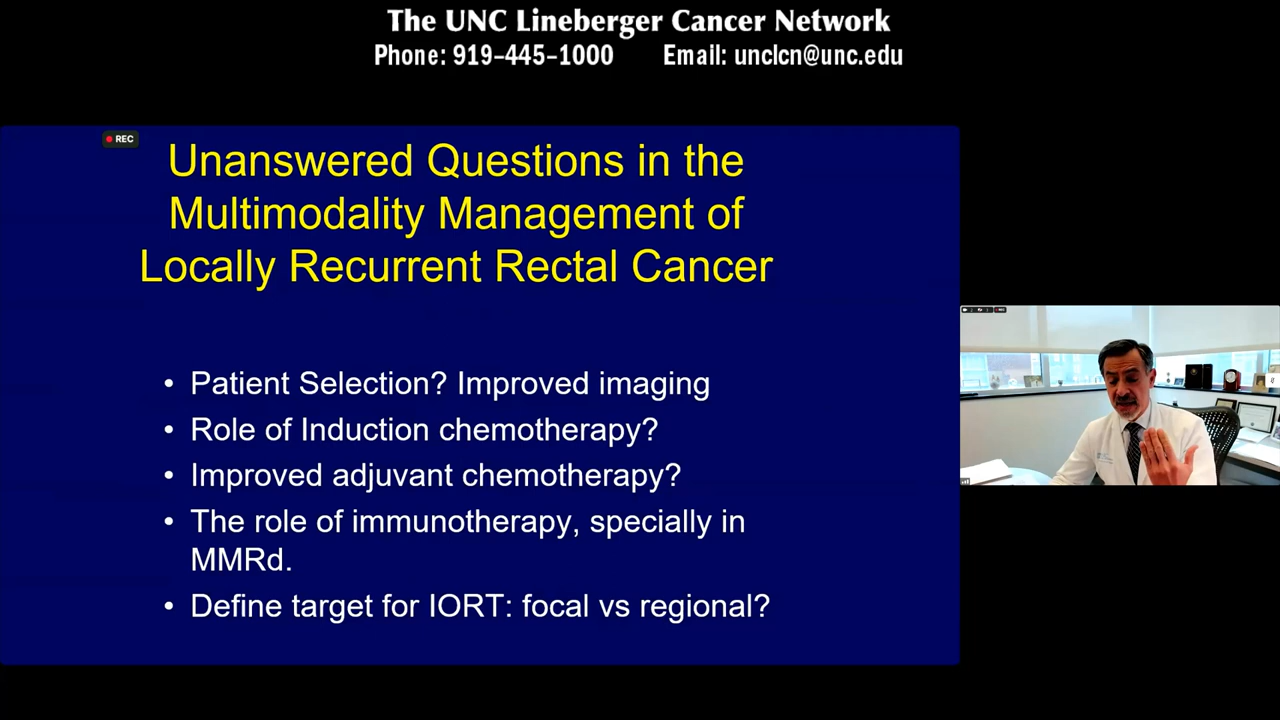 The UNC Lineberger Cancer Network
Phone: 919-445-1000 Email: unclcn@unc.edu
REC
Unanswered Questions in the
Multimodality Management of
Locally Recurrent Rectal Cancer
• Patient Selection? Improved imaging
• Role of Induction chemotherapy?
• Improved adjuvant chemotherapy?
• The role of immunotherapy, specially in
MMRd.
• Define target for IORT: focal vs regional?